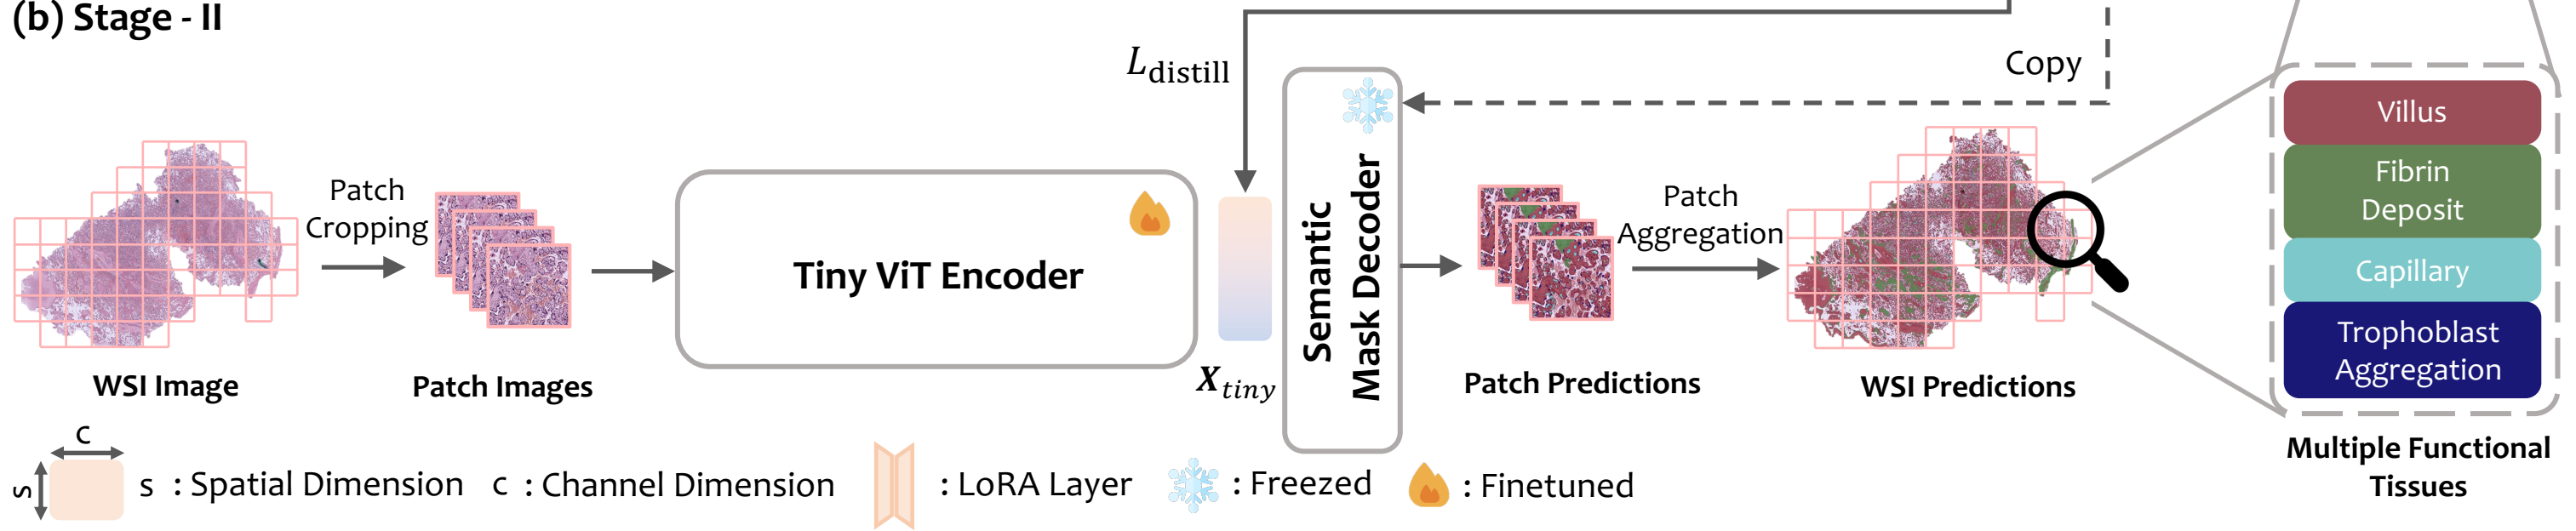 (b) Stage - II
L_distill
Copy
Patch
Cropping
Tiny ViT Encoder
Semantic
Mask Decoder
Patch
Aggregation
Villus
Fibrin
Deposit
Capillary
Trophoblast
Aggregation
WSI Image
Patch Images
X_tiny
Patch Predictions
WSI Predictions
Multiple Functional
Tissues
c
s
s : Spatial Dimension
c : Channel Dimension
: LoRA Layer
: Freezed
: Finetuned